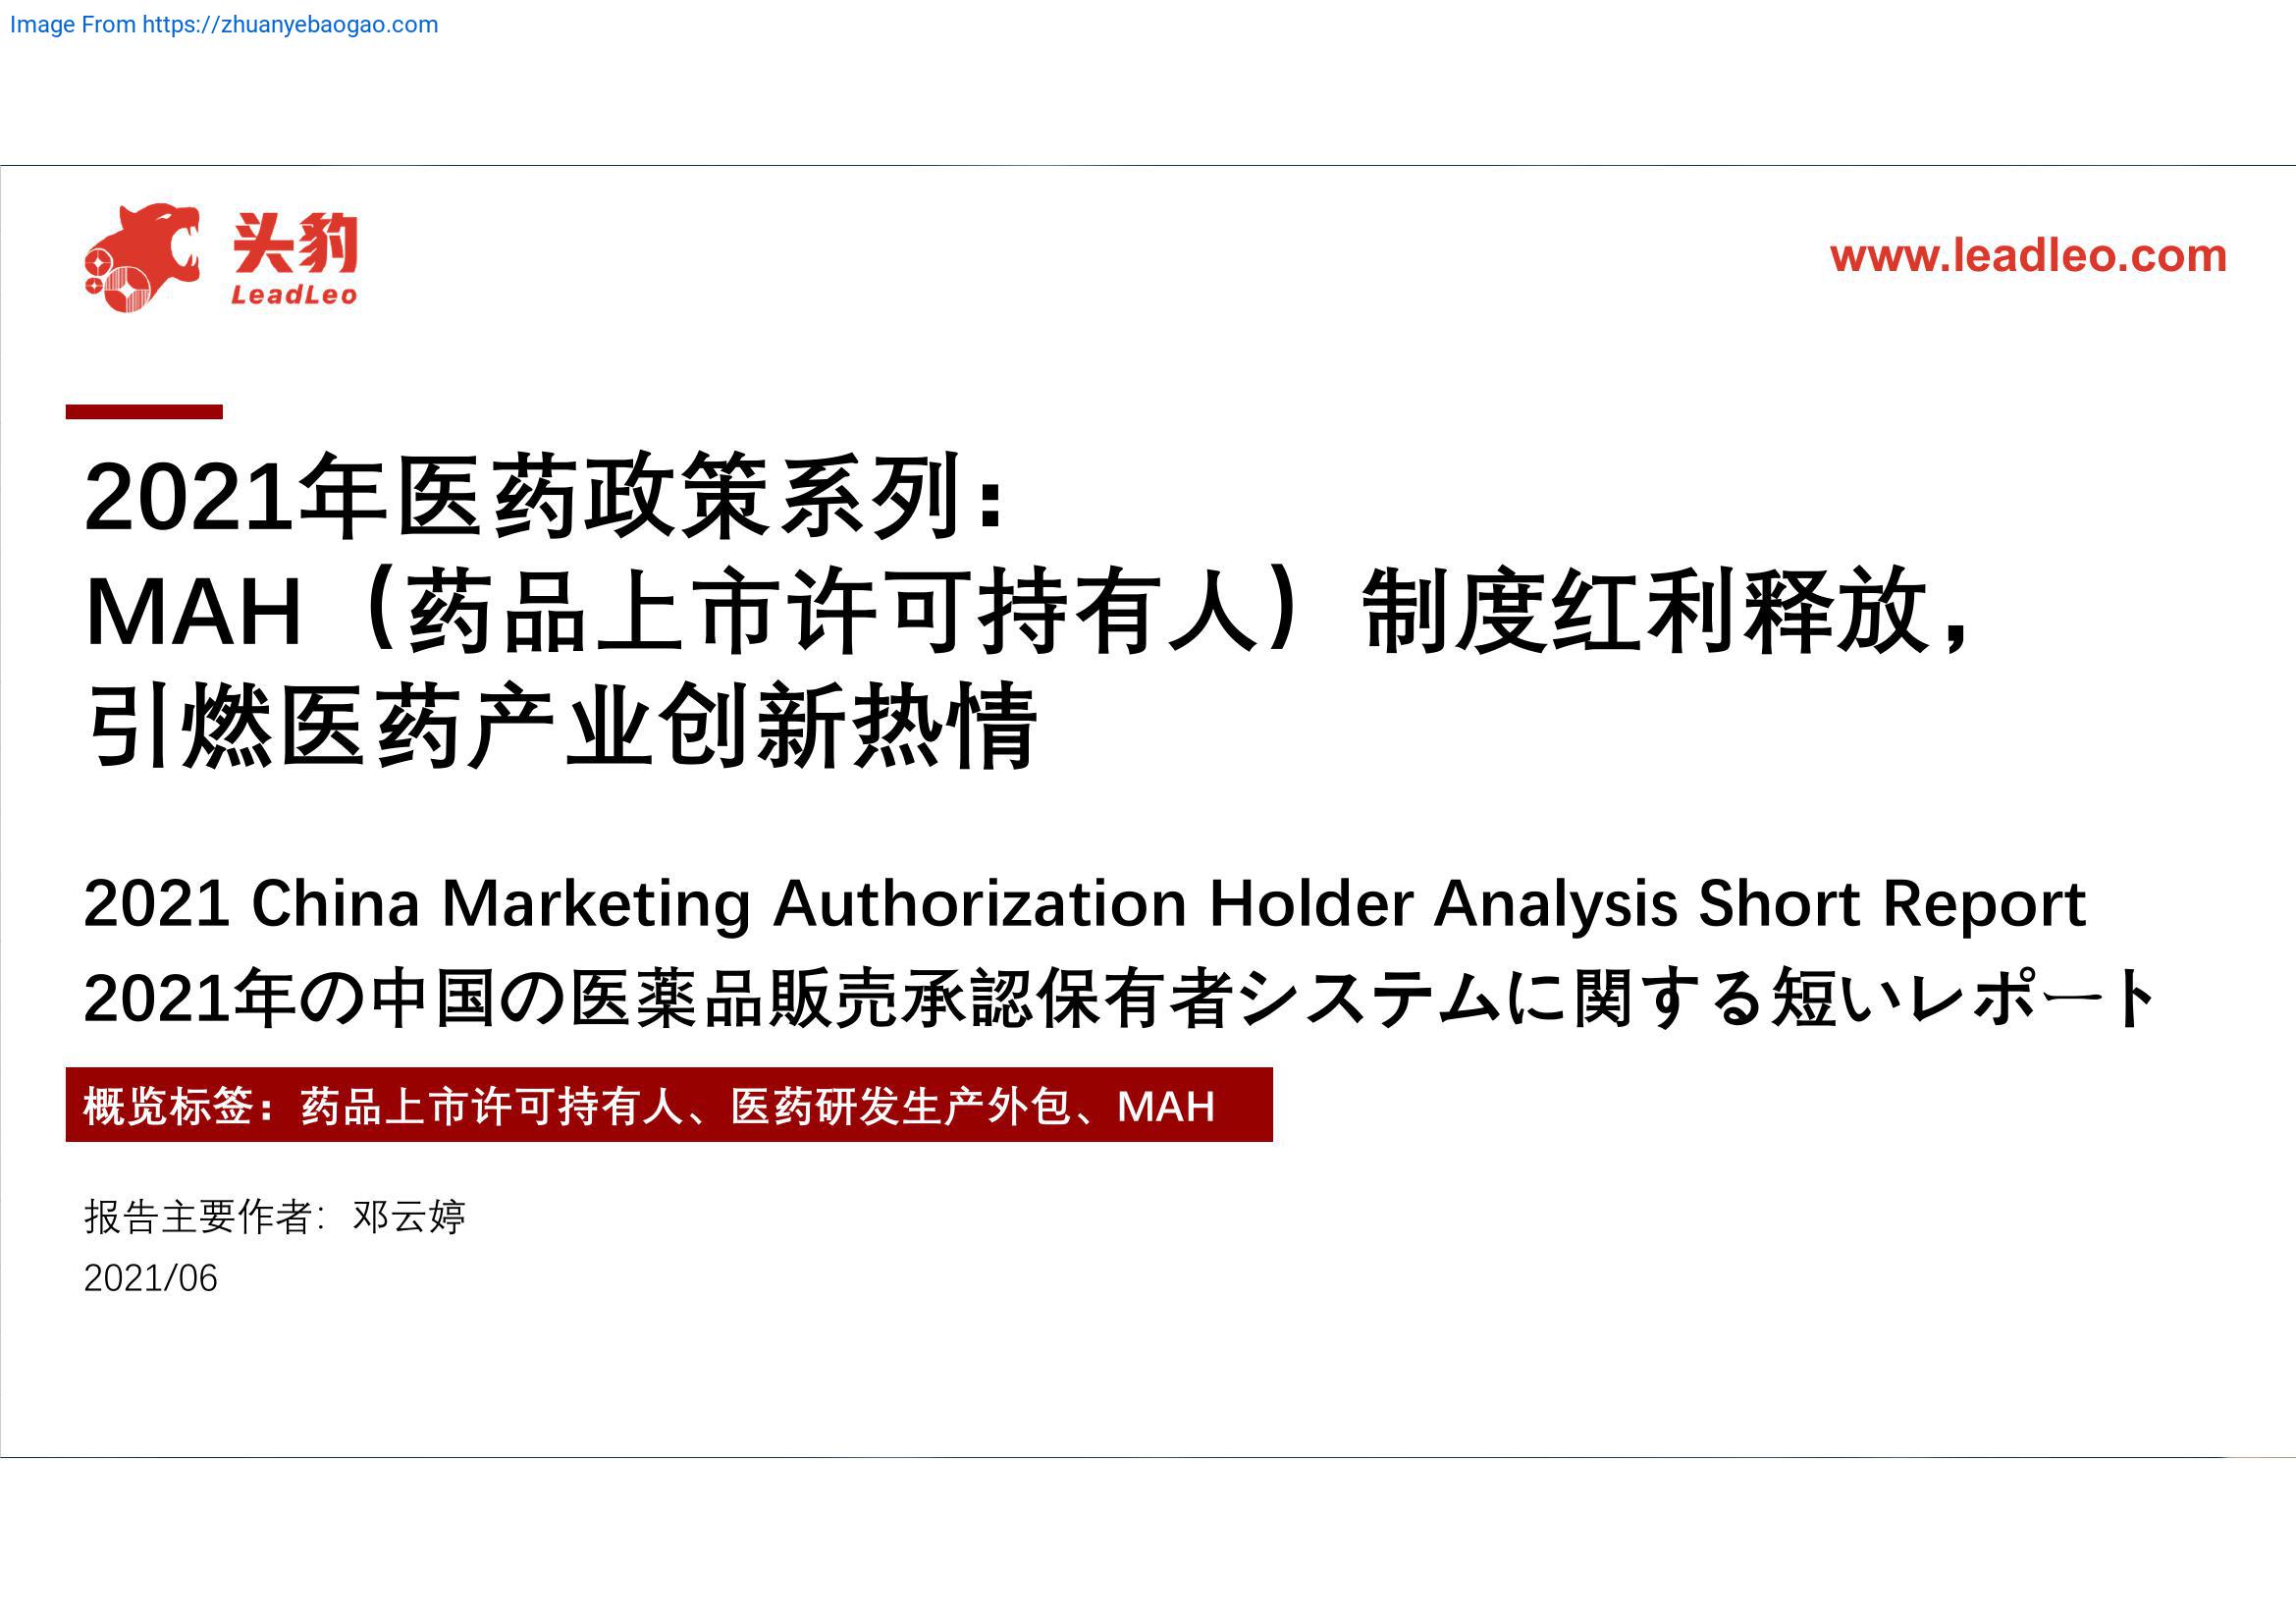 Image From https://zhuanyebaogao.com
头豹
LeadLeo
www.leadleo.com
2021年医药政策系列：
MAH（药品上市许可持有人）制度红利释放，
引燃医药产业创新热情
2021 China Marketing Authorization Holder Analysis Short Report
2021年の中国の医薬品販売承認保有者システムに関する短いレポート
概览标签：药品上市许可持有人、医药研发生产外包、MAH
报告主要作者：邓云婷
2021/06